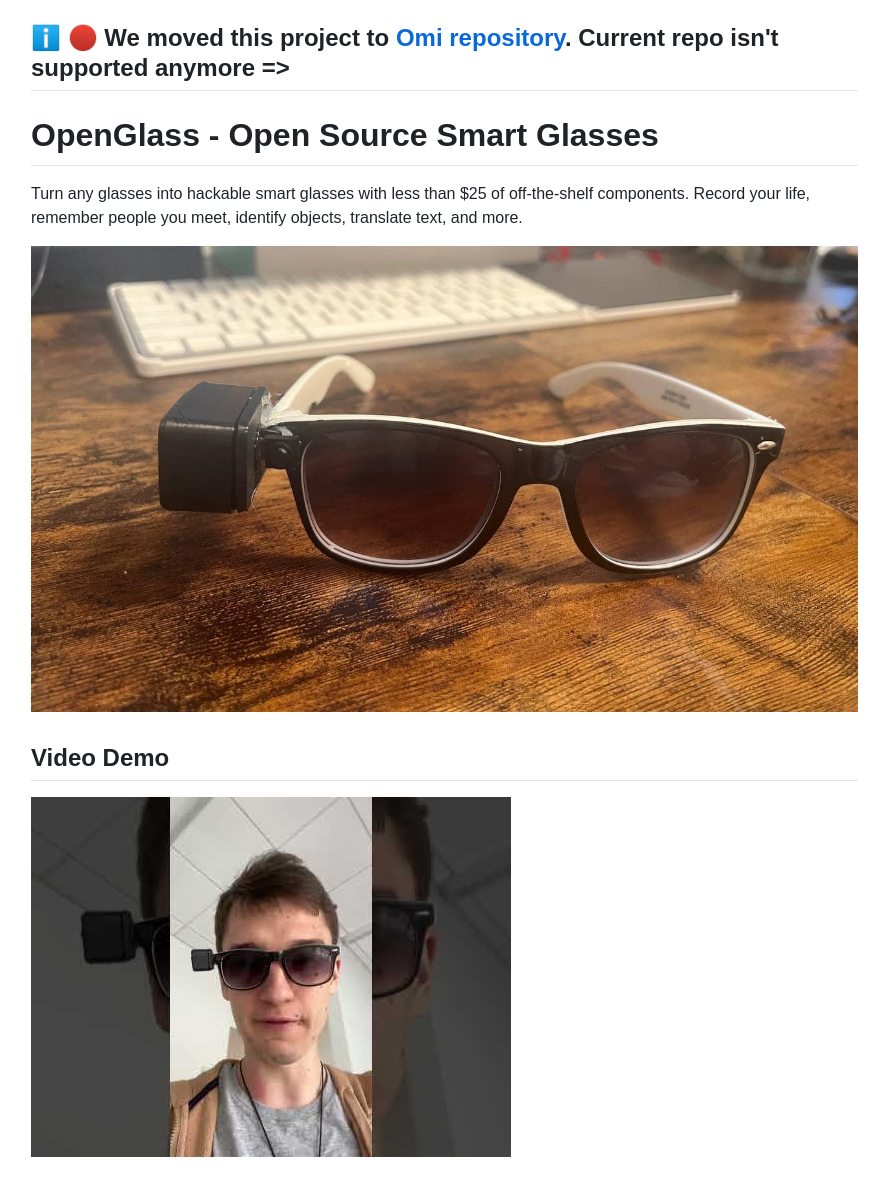 We moved this project to Omi repository. Current repo isn't
supported anymore =>
OpenGlass - Open Source Smart Glasses
Turn any glasses into hackable smart glasses with less than $25 of off-the-shelf components. Record your life,
remember people you meet, identify objects, translate text, and more.
Video Demo